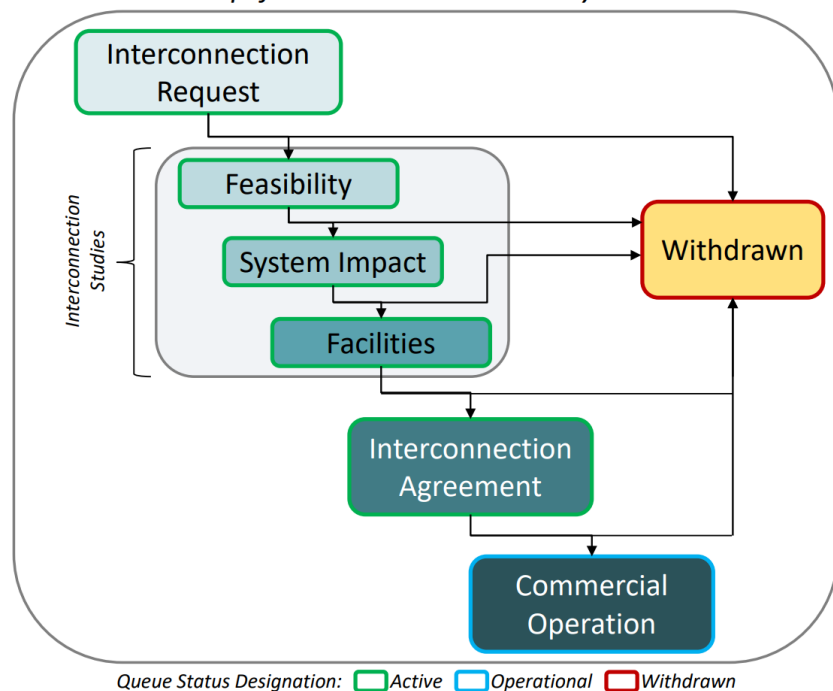 Interconnection
Request
Feasibility
System Impact
Facilities
Interconnection
Studies
Withdrawn
Interconnection
Agreement
Commercial
Operation
Queue Status Designation: Active Operational Withdrawn